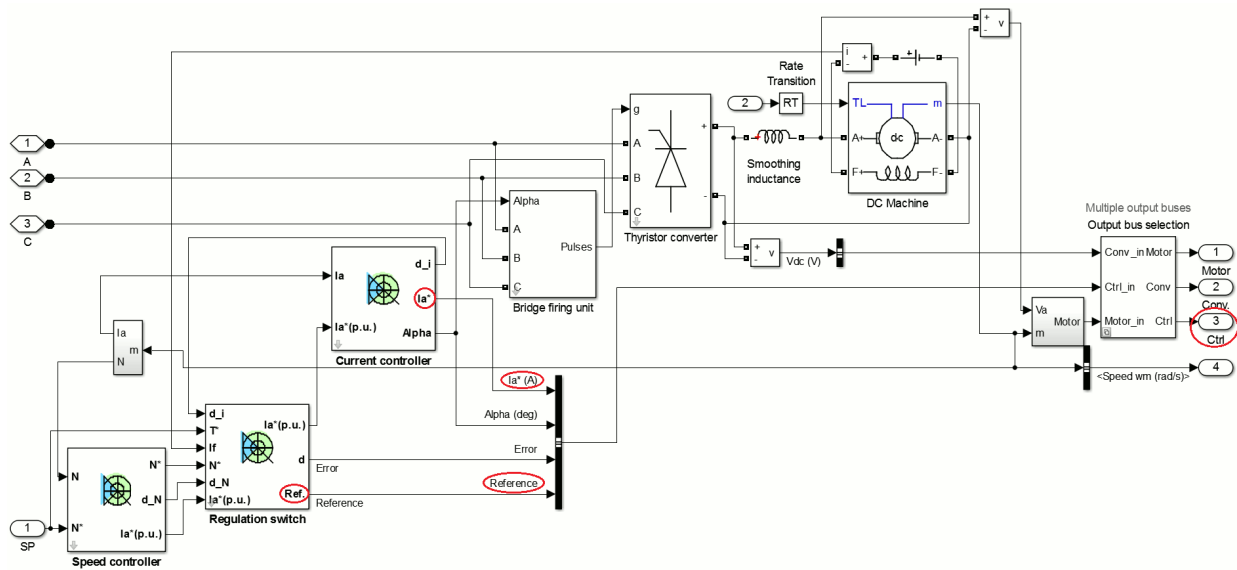 +
-
v
i
+
+
Rate
Transition
2
RT
TL
m
g
A
B
C
+
-
Smoothing
inductance
A+
dc
A-
F+
F-
DC Machine
Thyristor converter
1
A
2
B
3
C
Alpha
A
B
C
Pulses
Bridge firing unit
+
-
v
Vdc (V)
Multiple output buses
Output bus selection
Conv_in
Motor
Ctrl_in
Conv
Motor_in
Ctrl
1
Motor
2
Conv.
3
Ctrl
4
Va
m
Motor
<Speed wm (rad/s)>
Ia
d_i
Ia*
Ia*(p.u.)
Alpha
Current controller
Ia
m
N
Ia* (A)
Alpha (deg)
Error
Reference
d_i
T*
If
N*
d_N
Ia*(p.u.)
Ia*(p.u.)
d
Ref.
Error
Reference
Regulation switch
N
N*
N*
d_N
Ia*(p.u.)
Speed controller
1
SP